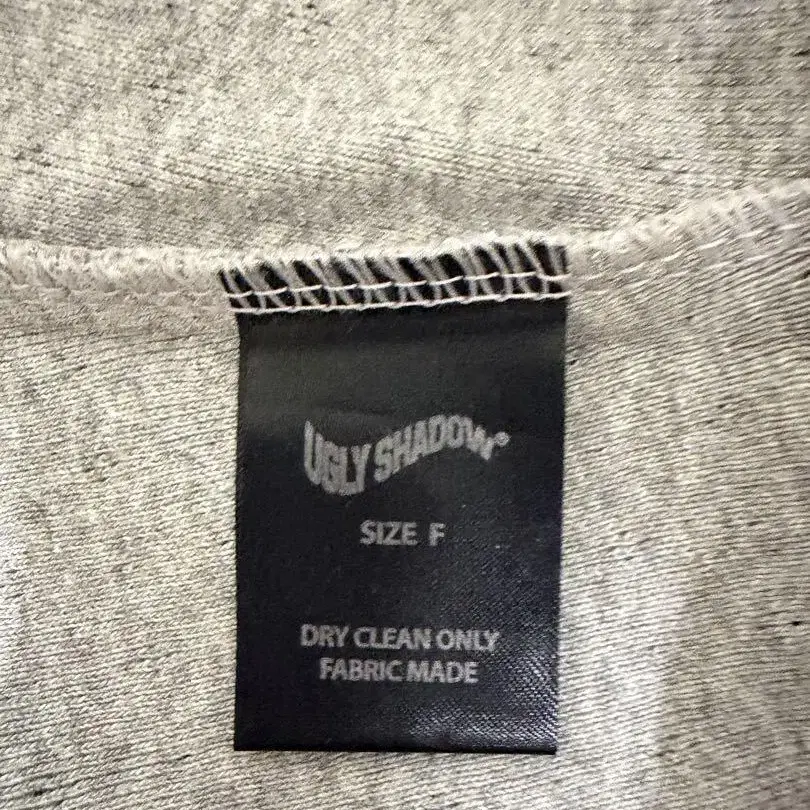 UGLY SHADOW®
SIZE F
DRY CLEAN ONLY
FABRIC MADE